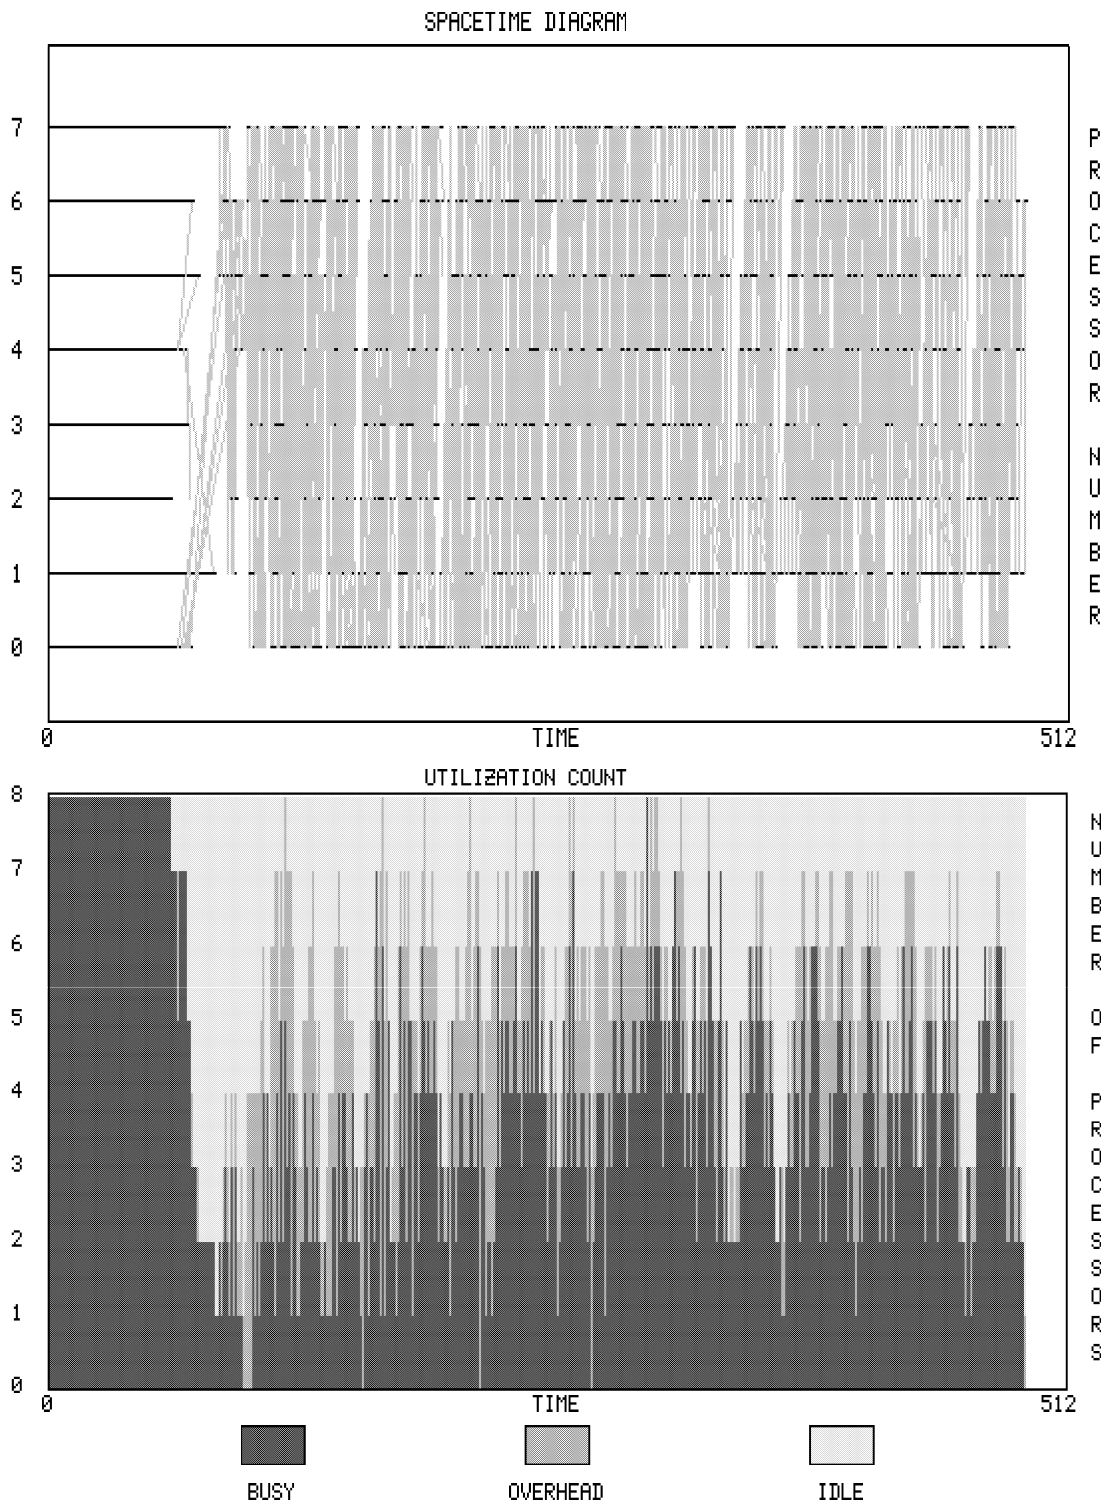 SPACETIME DIAGRAM
7
6
5
4
3
2
1
0
PROCESSOR NUMBER
0 TIME 512
UTILIZATION COUNT
8
7
6
5
4
3
2
1
0
NUMBER OF PROCESSORS
0 TIME 512
BUSY OVERHEAD IDLE